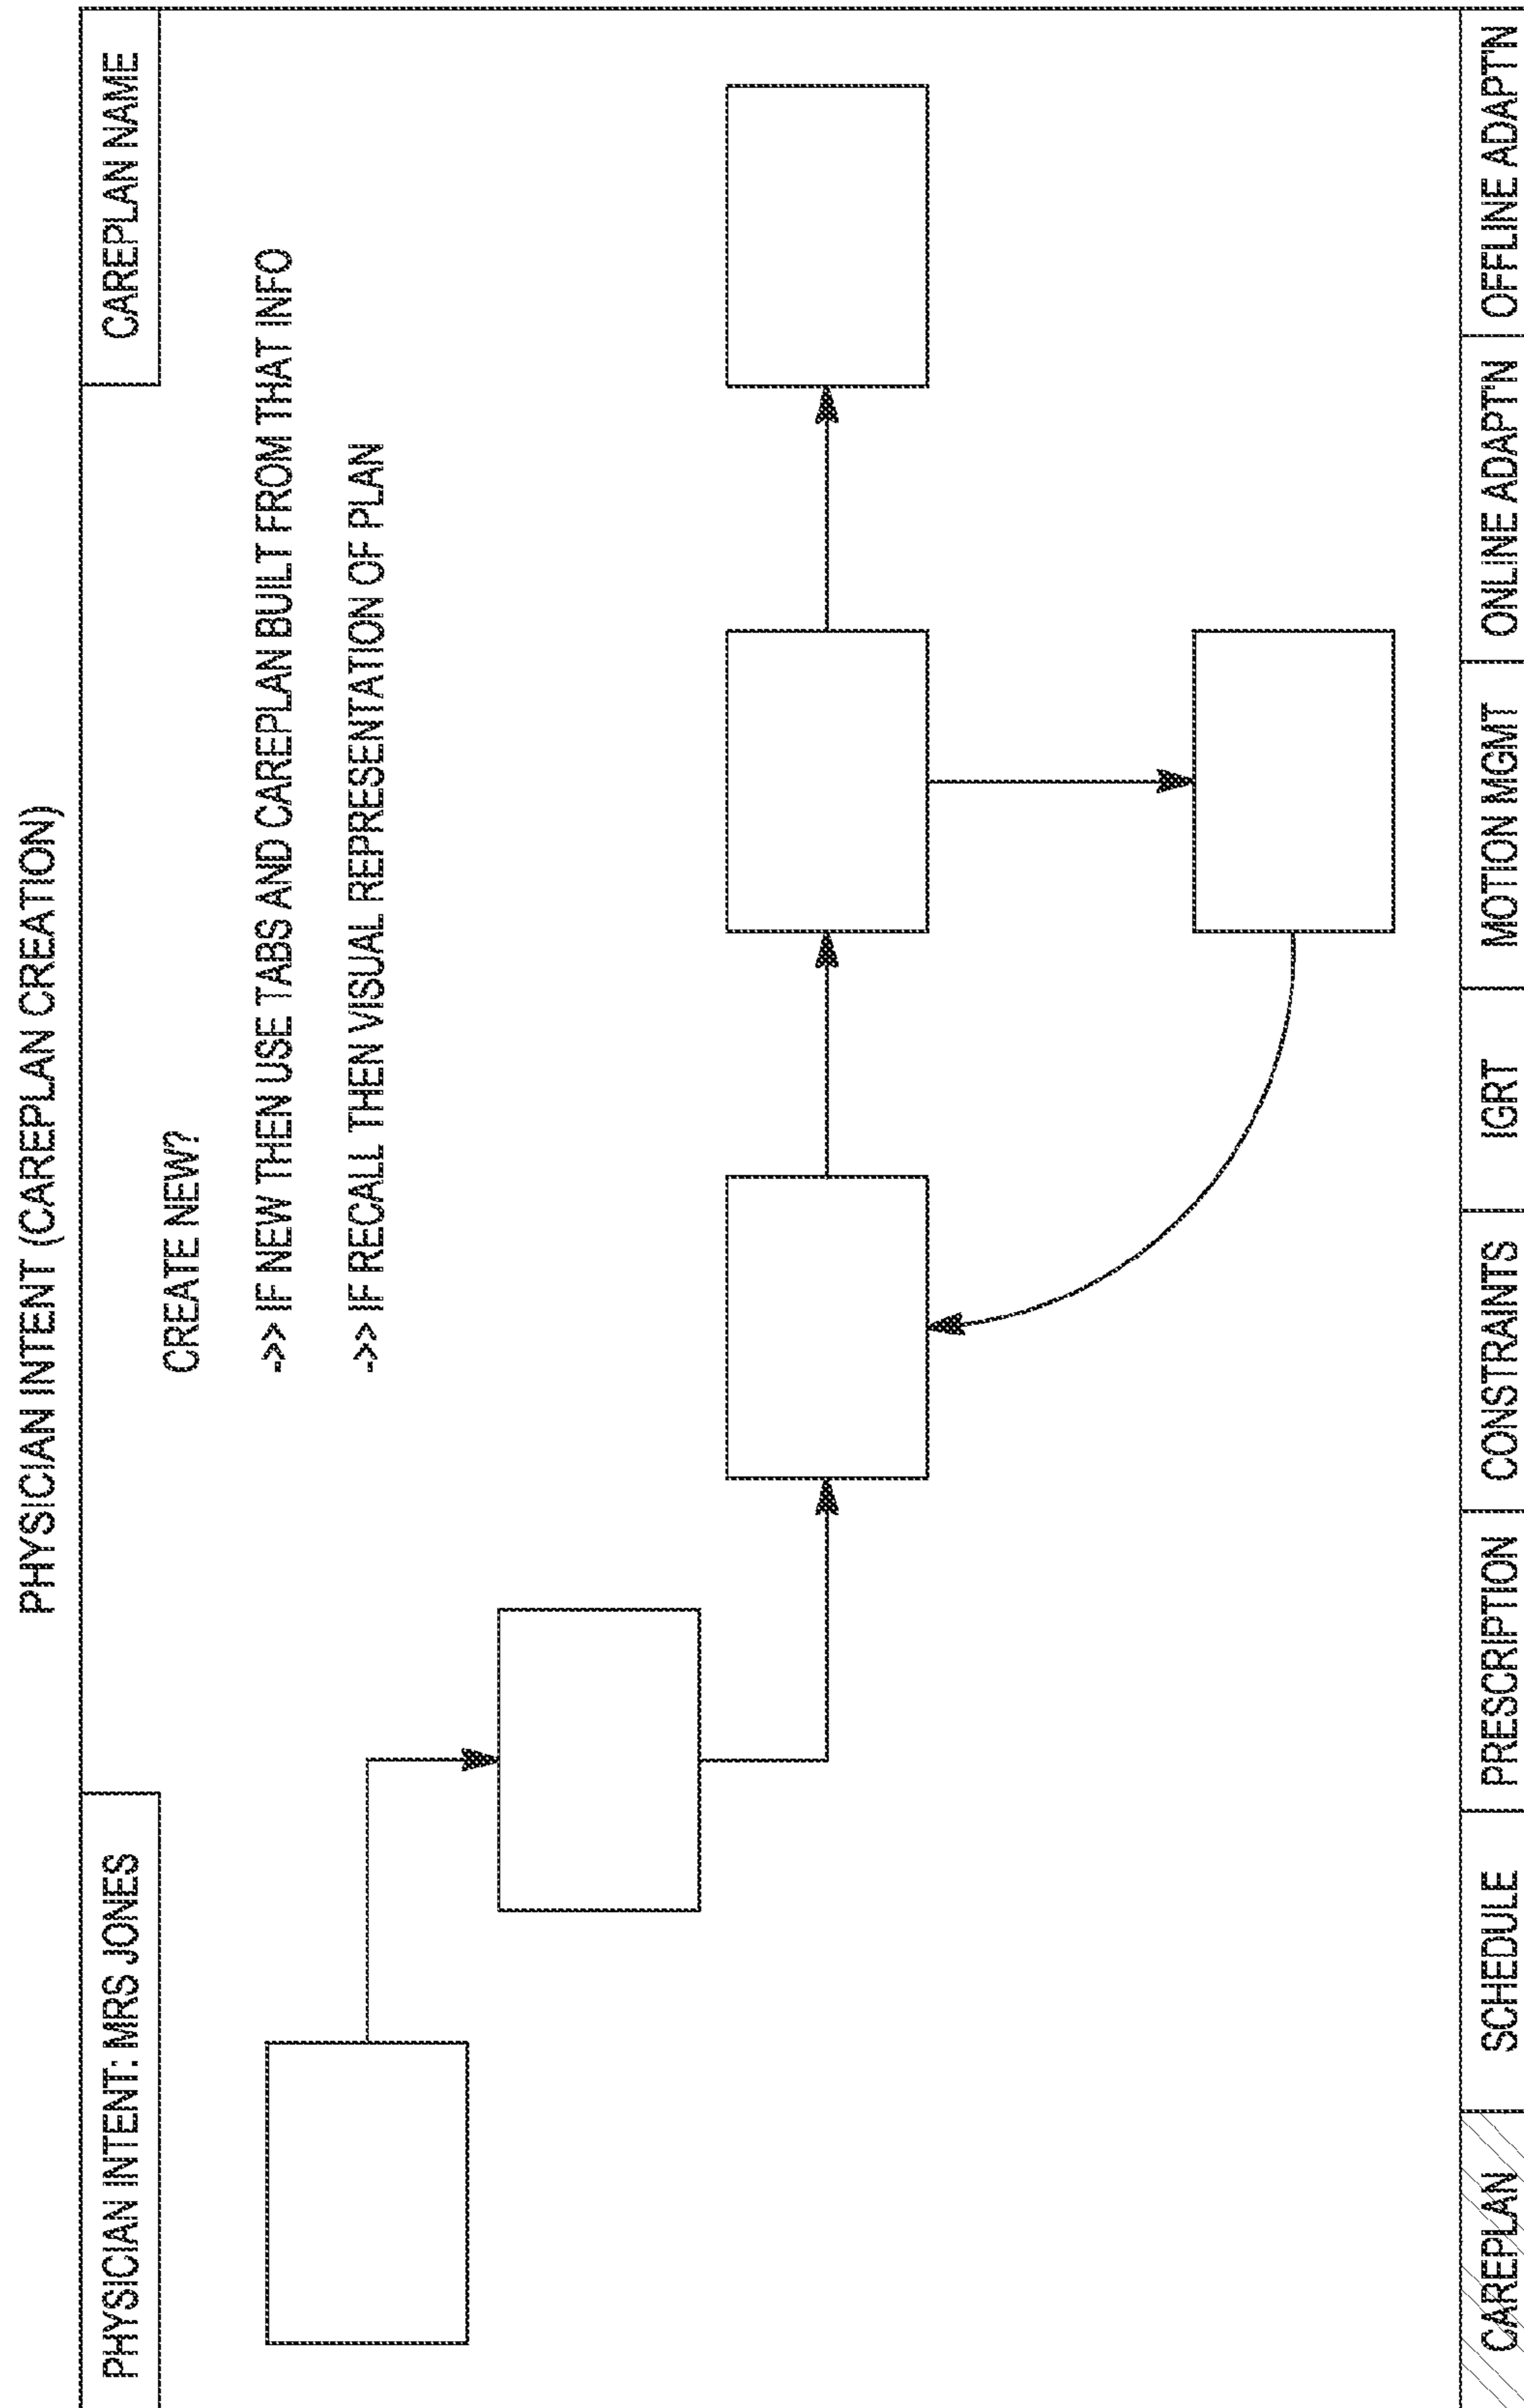 PHYSICIAN INTENT (CAREPLAN CREATION)
PHYSICIAN INTENT: MRS JONES
CAREPLAN NAME
CREATE NEW?
->> IF NEW THEN USE TABS AND CAREPLAN BUILT FROM THAT INFO
->> IF RECALL THEN VISUAL REPRESENTATION OF PLAN
CAREPLAN
SCHEDULE
PRESCRIPTION
CONSTRAINTS
IGRT
MOTION MGMT
ONLINE ADAPT'N
OFFLINE ADAPT'N